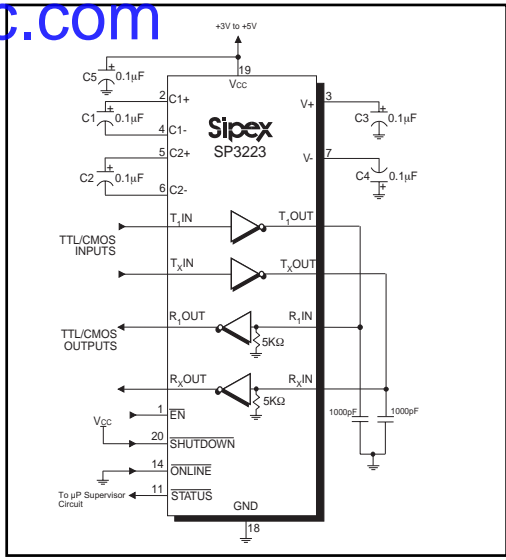 c.com
+3V to +5V
C5
+
0.1µF
19
VCC
2
C1+
+
C1
0.1µF
4
C1-
5
C2+
+
C2
0.1µF
6
C2-
Sipex
SP3223
3
V+
+
C3
0.1µF
7
V-
C4
0.1µF
+
T1IN
T1OUT
TTL/CMOS
INPUTS
TXIN
TXOUT
R1OUT
R1IN
TTL/CMOS
OUTPUTS
5KΩ
RXOUT
RXIN
5KΩ
1000pF
1000pF
1
EN
VCC
20
SHUTDOWN
14
ONLINE
To µP Supervisor
Circuit
11
STATUS
GND
18